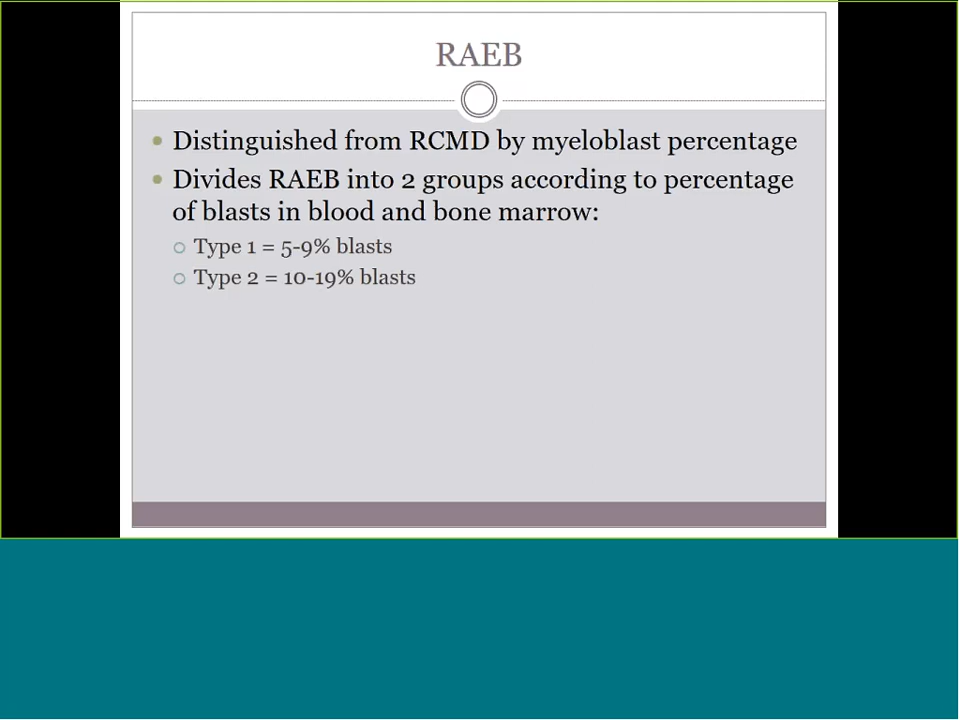 RAEB
Distinguished from RCMD by myeloblast percentage
Divides RAEB into 2 groups according to percentage
of blasts in blood and bone marrow:
Type 1 = 5-9% blasts
Type 2 = 10-19% blasts